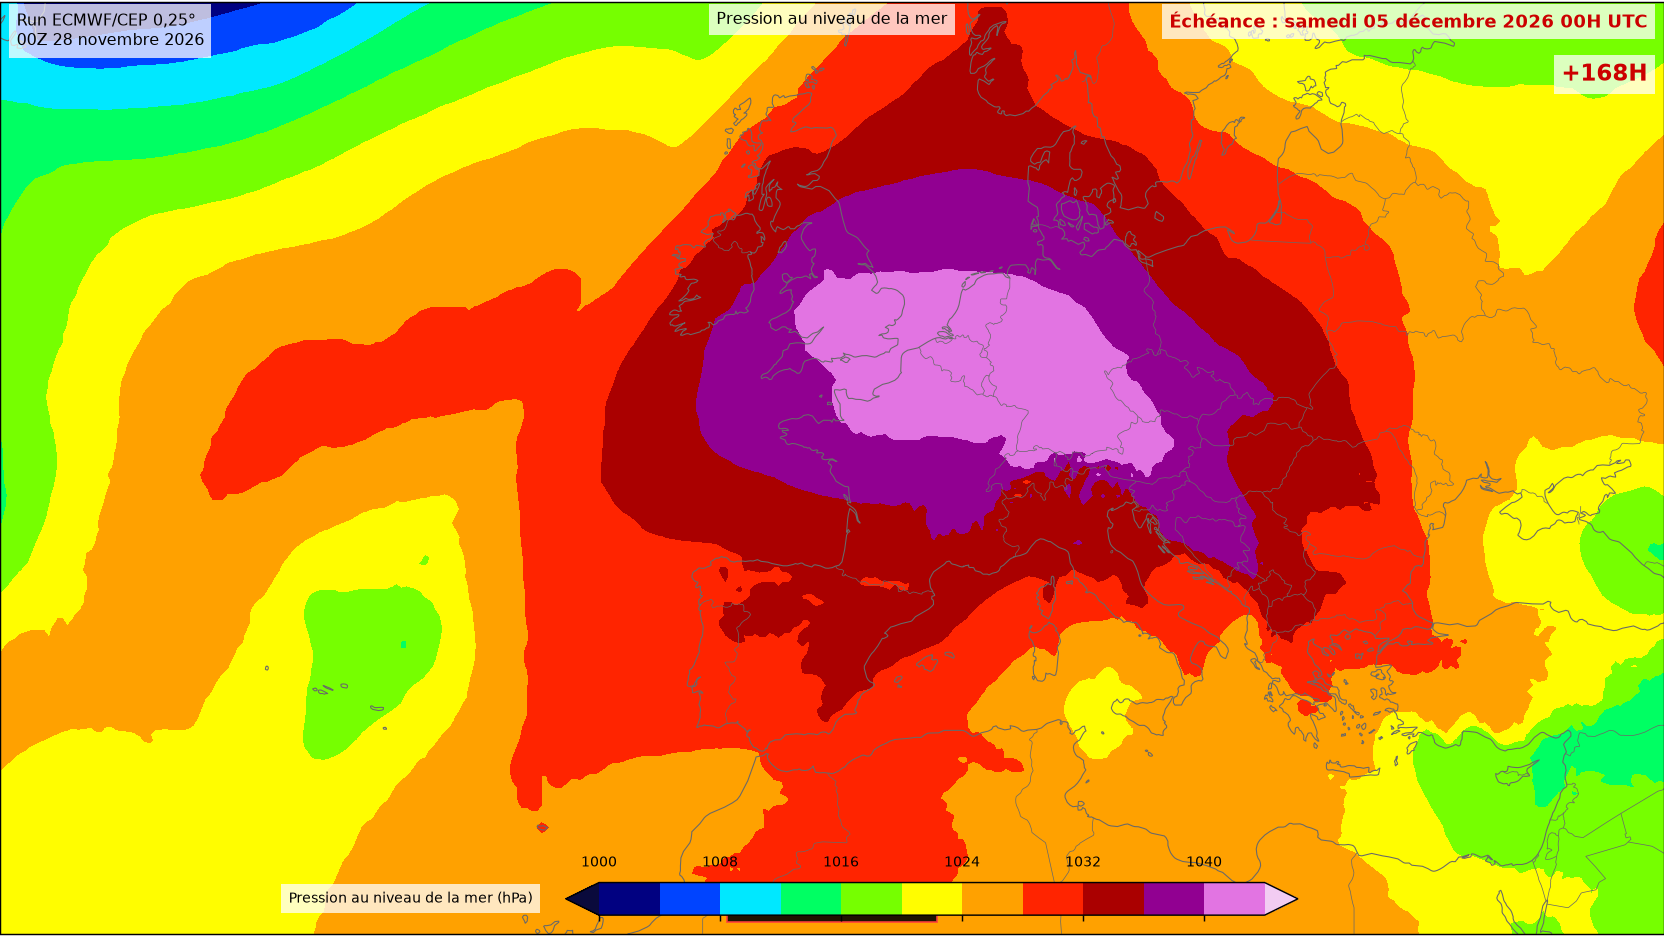 Run ECMWF/CEP 0,25°
00Z 28 novembre 2026
Pression au niveau de la mer
Échéance : samedi 05 décembre 2026 00H UTC
+168H
1000 1008 1016 1024 1032 1040
Pression au niveau de la mer (hPa)